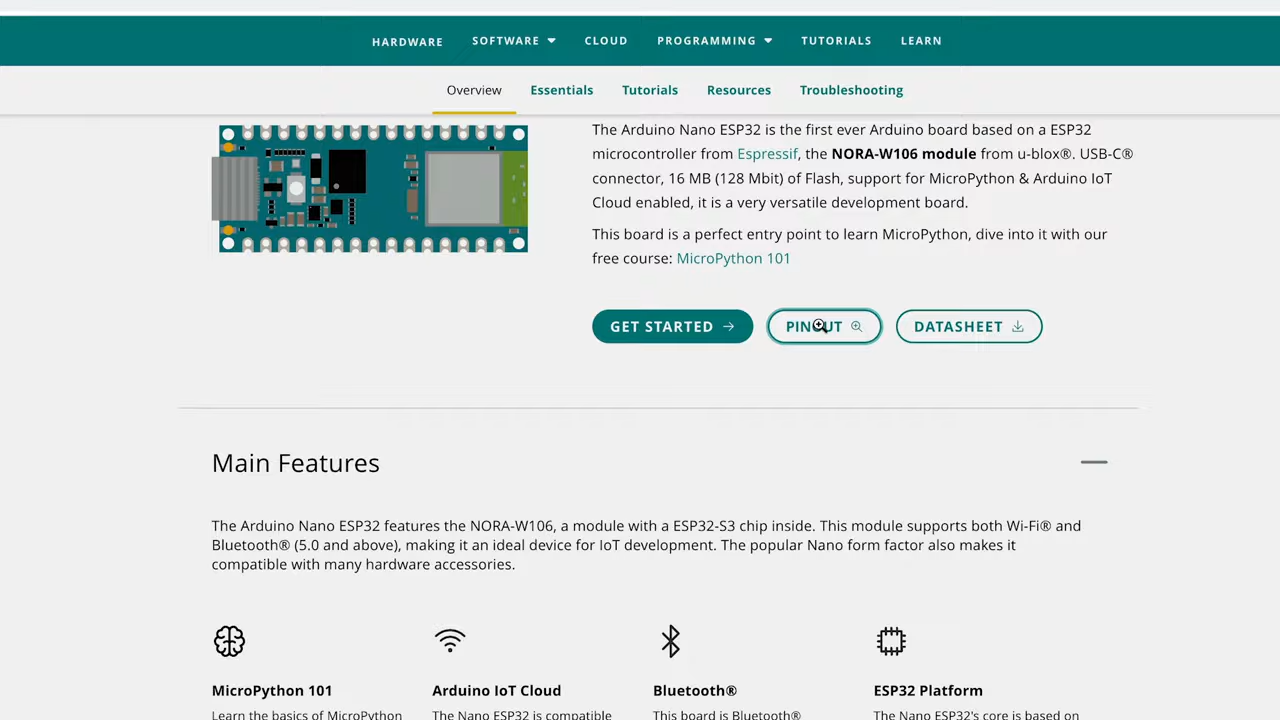 HARDWARE
SOFTWARE
CLOUD
PROGRAMMING
TUTORIALS
LEARN
Overview
Essentials
Tutorials
Resources
Troubleshooting
The Arduino Nano ESP32 is the first ever Arduino board based on a ESP32
microcontroller from Espressif, the NORA-W106 module from u-blox®. USB-C®
connector, 16 MB (128 Mbit) of Flash, support for MicroPython & Arduino IoT
Cloud enabled, it is a very versatile development board.
This board is a perfect entry point to learn MicroPython, dive into it with our
free course: MicroPython 101
GET STARTED
PINOUT
DATASHEET
Main Features
The Arduino Nano ESP32 features the NORA-W106, a module with a ESP32-S3 chip inside. This module supports both Wi-Fi® and
Bluetooth® (5.0 and above), making it an ideal device for IoT development. The popular Nano form factor also makes it
compatible with many hardware accessories.
MicroPython 101
Arduino IoT Cloud
Bluetooth®
ESP32 Platform
Learn the basics of MicroPython
The Nano ESP32 is compatible
This board is Bluetooth®
The Nano ESP32's core is based on